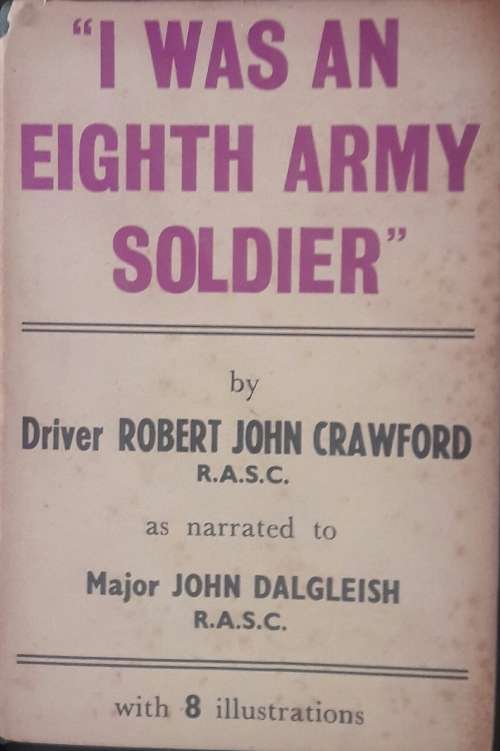 “I WAS AN
EIGHTH ARMY
SOLDIER”
by
Driver ROBERT JOHN CRAWFORD
R.A.S.C.
as narrated to
Major JOHN DALGLEISH
R.A.S.C.
with 8 illustrations